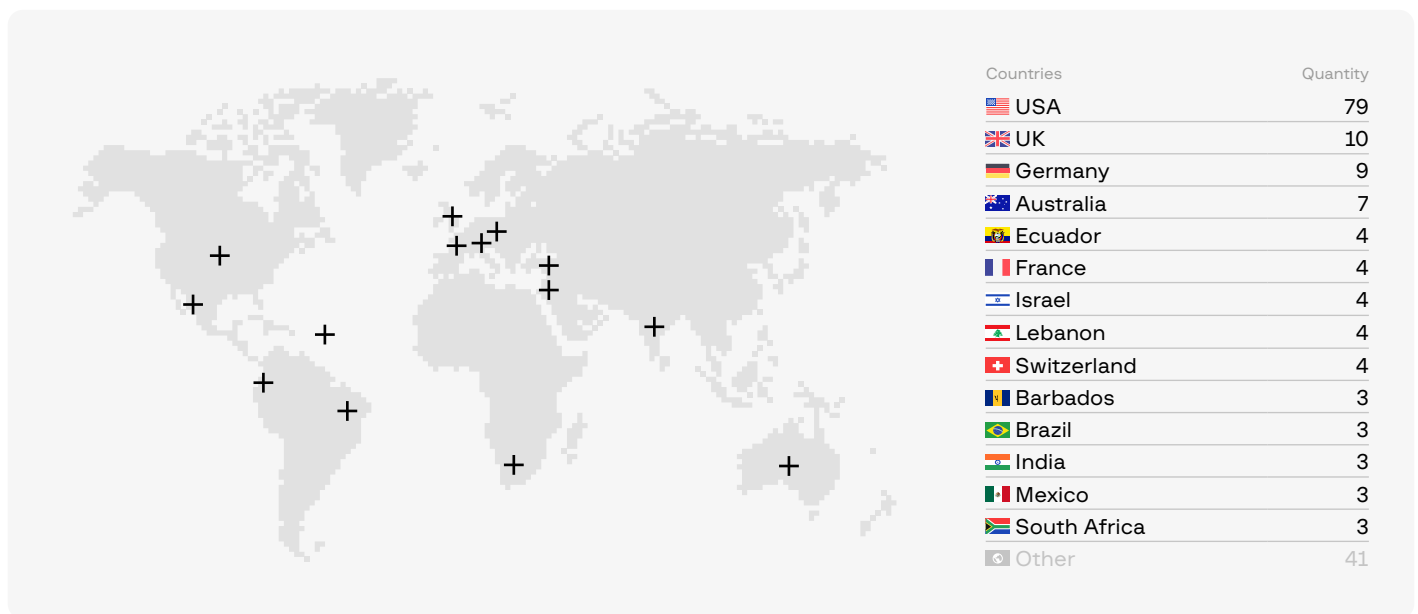 Countries Quantity
USA 79
UK 10
Germany 9
Australia 7
Ecuador 4
France 4
Israel 4
Lebanon 4
Switzerland 4
Barbados 3
Brazil 3
India 3
Mexico 3
South Africa 3
Other 41